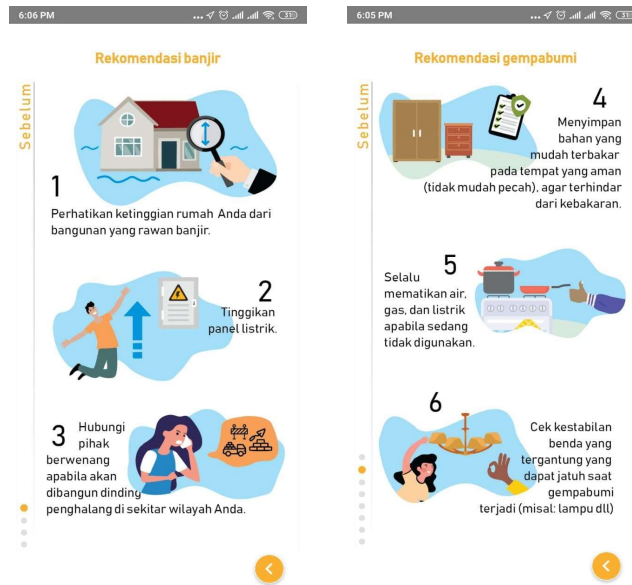 6:06 PM
31
Rekomendasi banjir
Sebelum
1
Perhatikan ketinggian rumah Anda dari
bangunan yang rawan banjir.
2
Tinggikan
panel listrik.
3
Hubungi
pihak
berwenang
apabila akan
dibangun dinding
penghalang di sekitar wilayah Anda.
6:05 PM
31
Rekomendasi gempabumi
Sebelum
4
Menyimpan
bahan yang
mudah terbakar
pada tempat yang aman
(tidak mudah pecah), agar terhindar
dari kebakaran.
5
Selalu
mematikan air,
gas, dan listrik
apabila sedang
tidak digunakan.
6
Cek kestabilan
benda yang
tergantung yang
dapat jatuh saat
gempabumi
terjadi (misal: lampu dll)